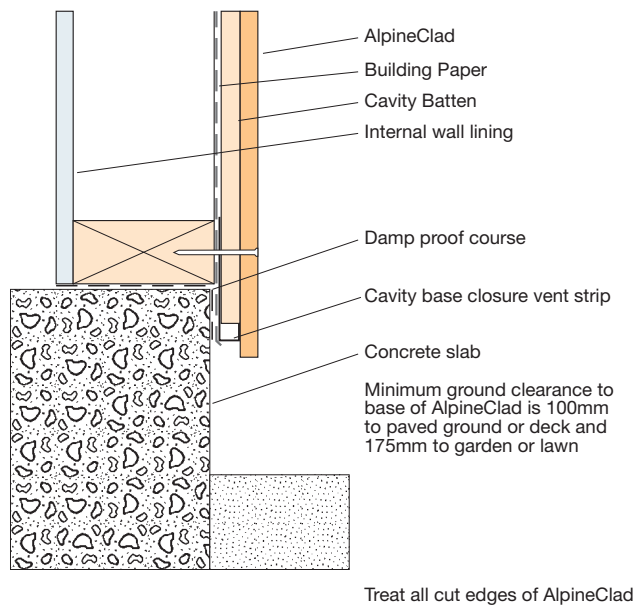 AlpineClad
Building Paper
Cavity Batten
Internal wall lining
Damp proof course
Cavity base closure vent strip
Concrete slab
Minimum ground clearance to
base of AlpineClad is 100mm
to paved ground or deck and
175mm to garden or lawn
Treat all cut edges of AlpineClad